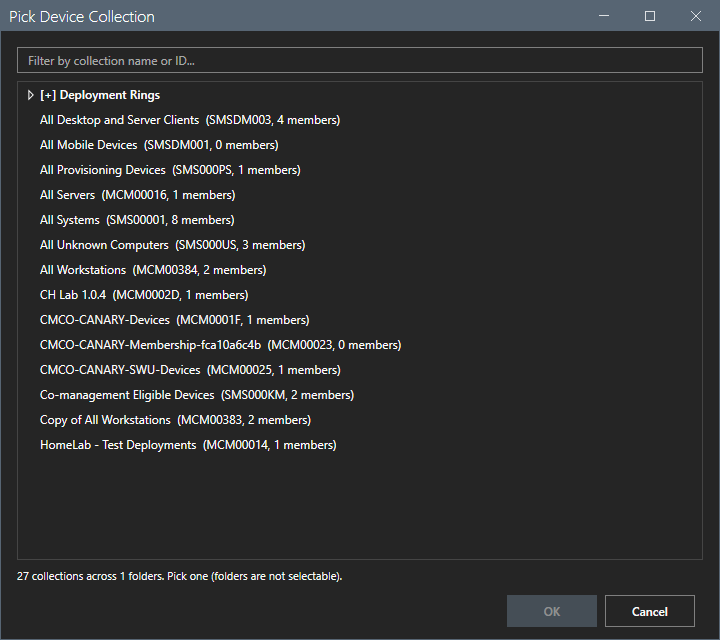 Pick Device Collection
Filter by collection name or ID...
[+] Deployment Rings
All Desktop and Server Clients (SMSDM003, 4 members)
All Mobile Devices (SMSDM001, 0 members)
All Provisioning Devices (SMS000PS, 1 members)
All Servers (MCM00016, 1 members)
All Systems (SMS00001, 8 members)
All Unknown Computers (SMS000US, 3 members)
All Workstations (MCM00384, 2 members)
CH Lab 1.0.4 (MCM0002D, 1 members)
CMCO-CANARY-Devices (MCM0001F, 1 members)
CMCO-CANARY-Membership-fca10a6c4b (MCM00023, 0 members)
CMCO-CANARY-SWU-Devices (MCM00025, 1 members)
Co-management Eligible Devices (SMS000KM, 2 members)
Copy of All Workstations (MCM00383, 2 members)
HomeLab - Test Deployments (MCM00014, 1 members)
27 collections across 1 folders. Pick one (folders are not selectable).
OK Cancel